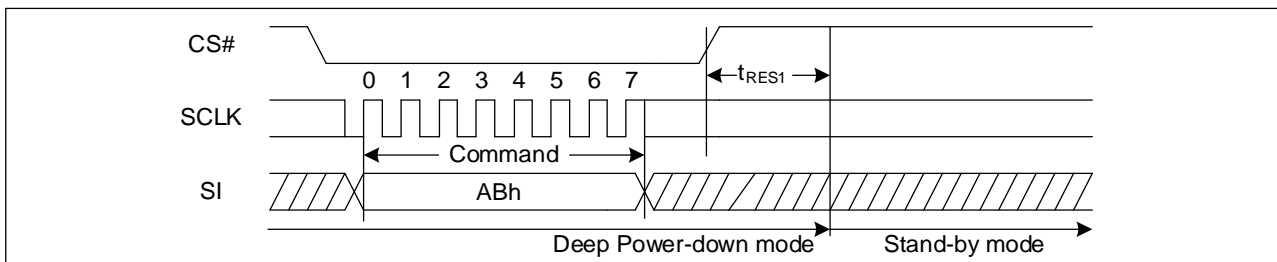 CS#
tRES1
0 1 2 3 4 5 6 7
SCLK
Command
SI
ABh
Deep Power-down mode Stand-by mode